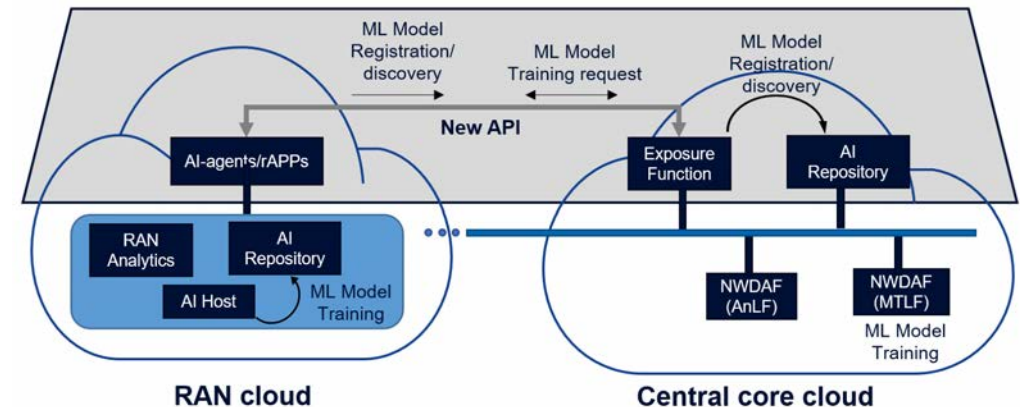 ML Model
Registration/
discovery
ML Model
Training request
ML Model
Registration/
discovery
New API
AI-agents/rAPPs
Exposure
Function
AI
Repository
RAN
Analytics
AI
Repository
AI Host
ML Model
Training
NWDAF
(AnLF)
NWDAF
(MTLF)
ML Model
Training
RAN cloud
Central core cloud